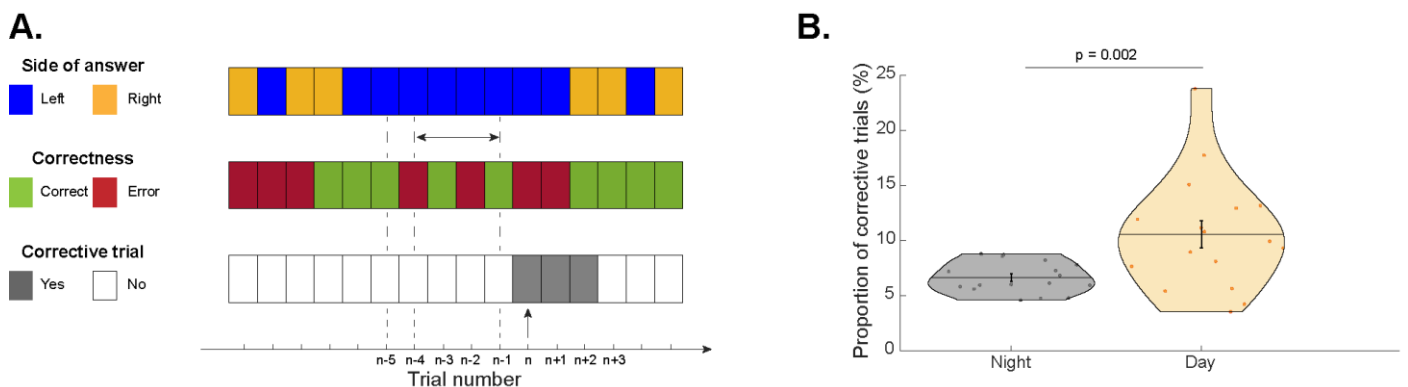 A.
Side of answer
Left Right
Correctness
Correct Error
Corrective trial
Yes No
n-5 n-4 n-3 n-2 n-1 n n+1 n+2 n+3
Trial number
B.
p = 0.002
Proportion of corrective trials (%)
25
20
15
10
5
0
Night Day